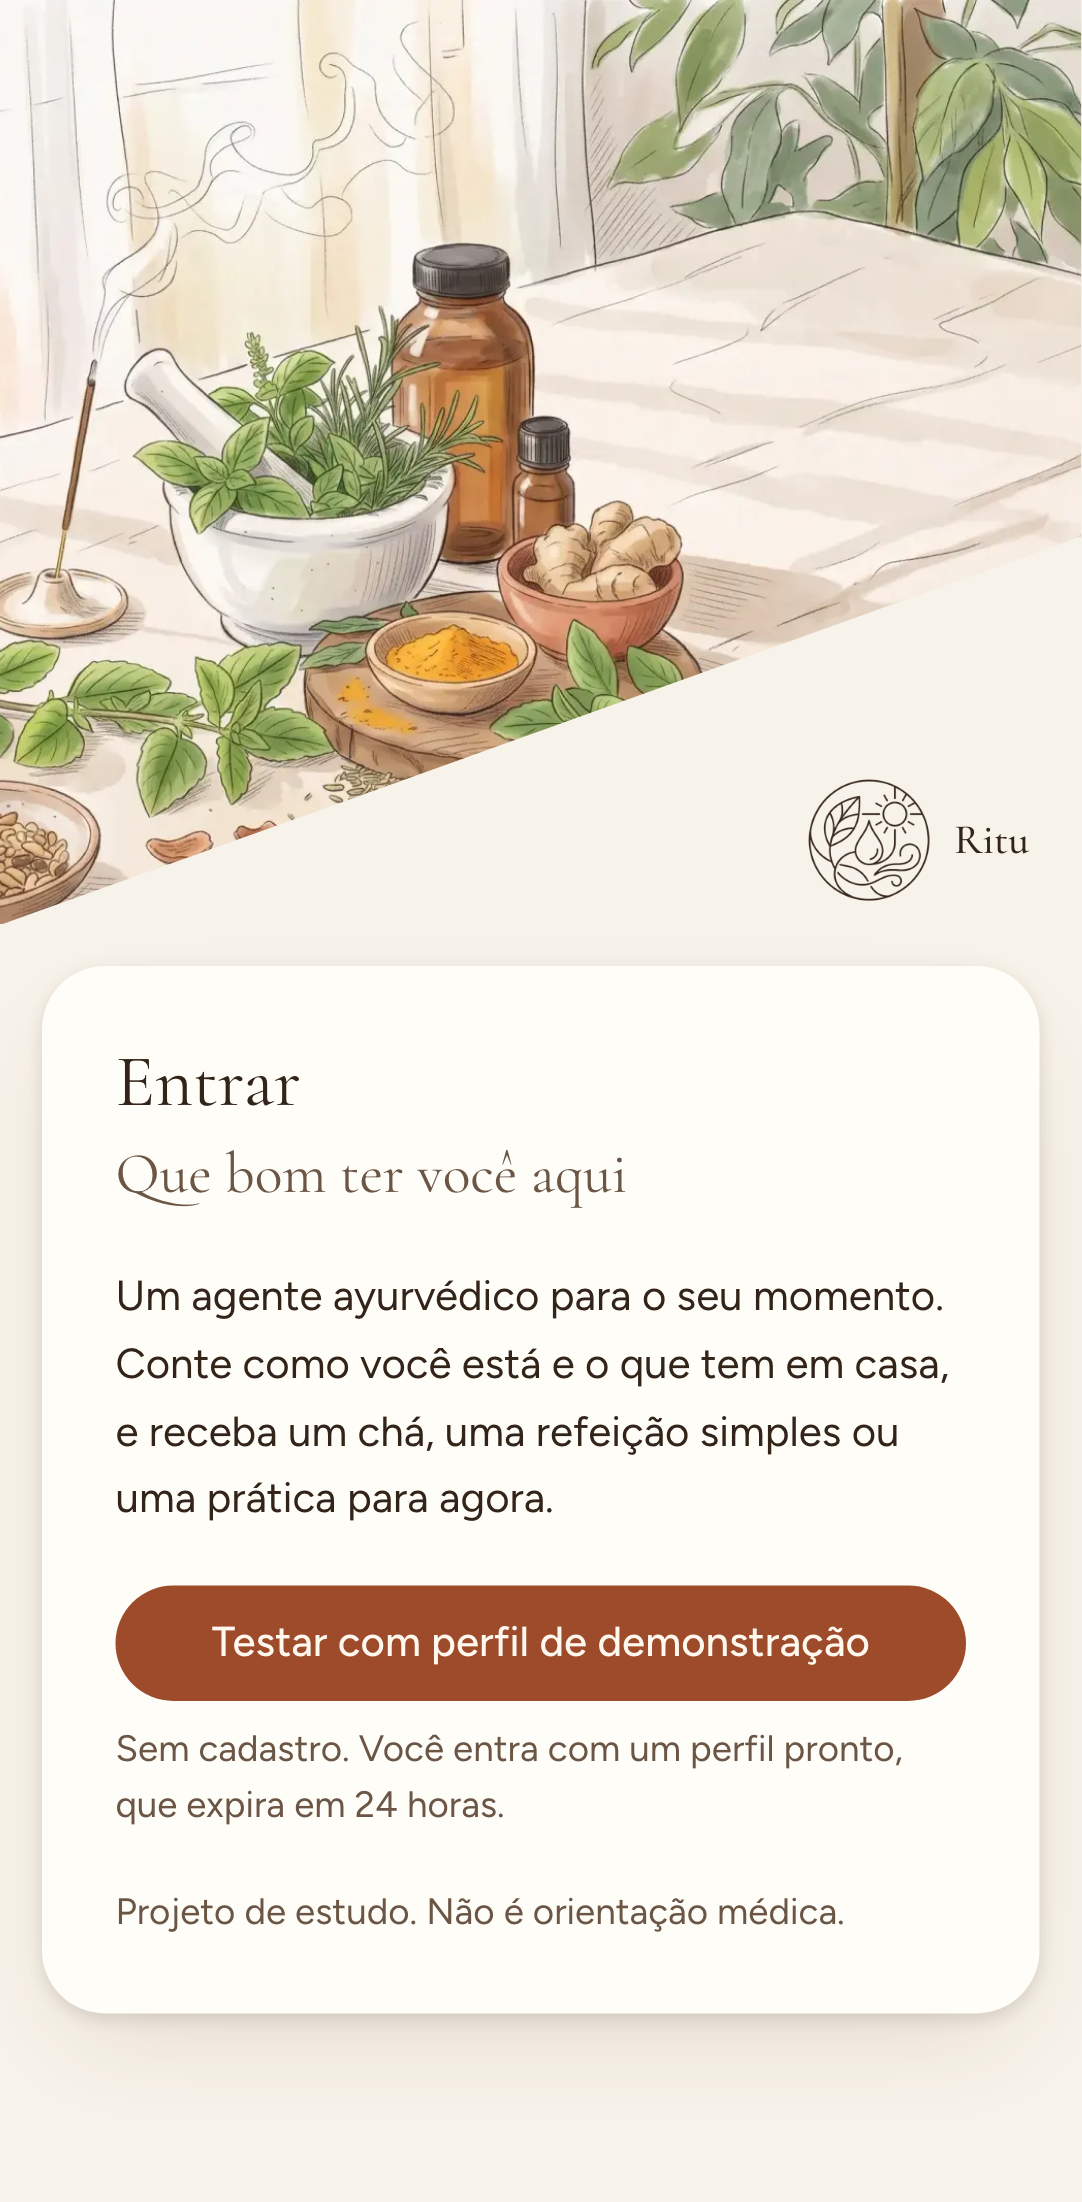 Ritu
Entrar
Que bom ter você aqui
Um agente ayurvédico para o seu momento.
Conte como você está e o que tem em casa,
e receba um chá, uma refeição simples ou
uma prática para agora.
Testar com perfil de demonstração
Sem cadastro. Você entra com um perfil pronto,
que expira em 24 horas.
Projeto de estudo. Não é orientação médica.